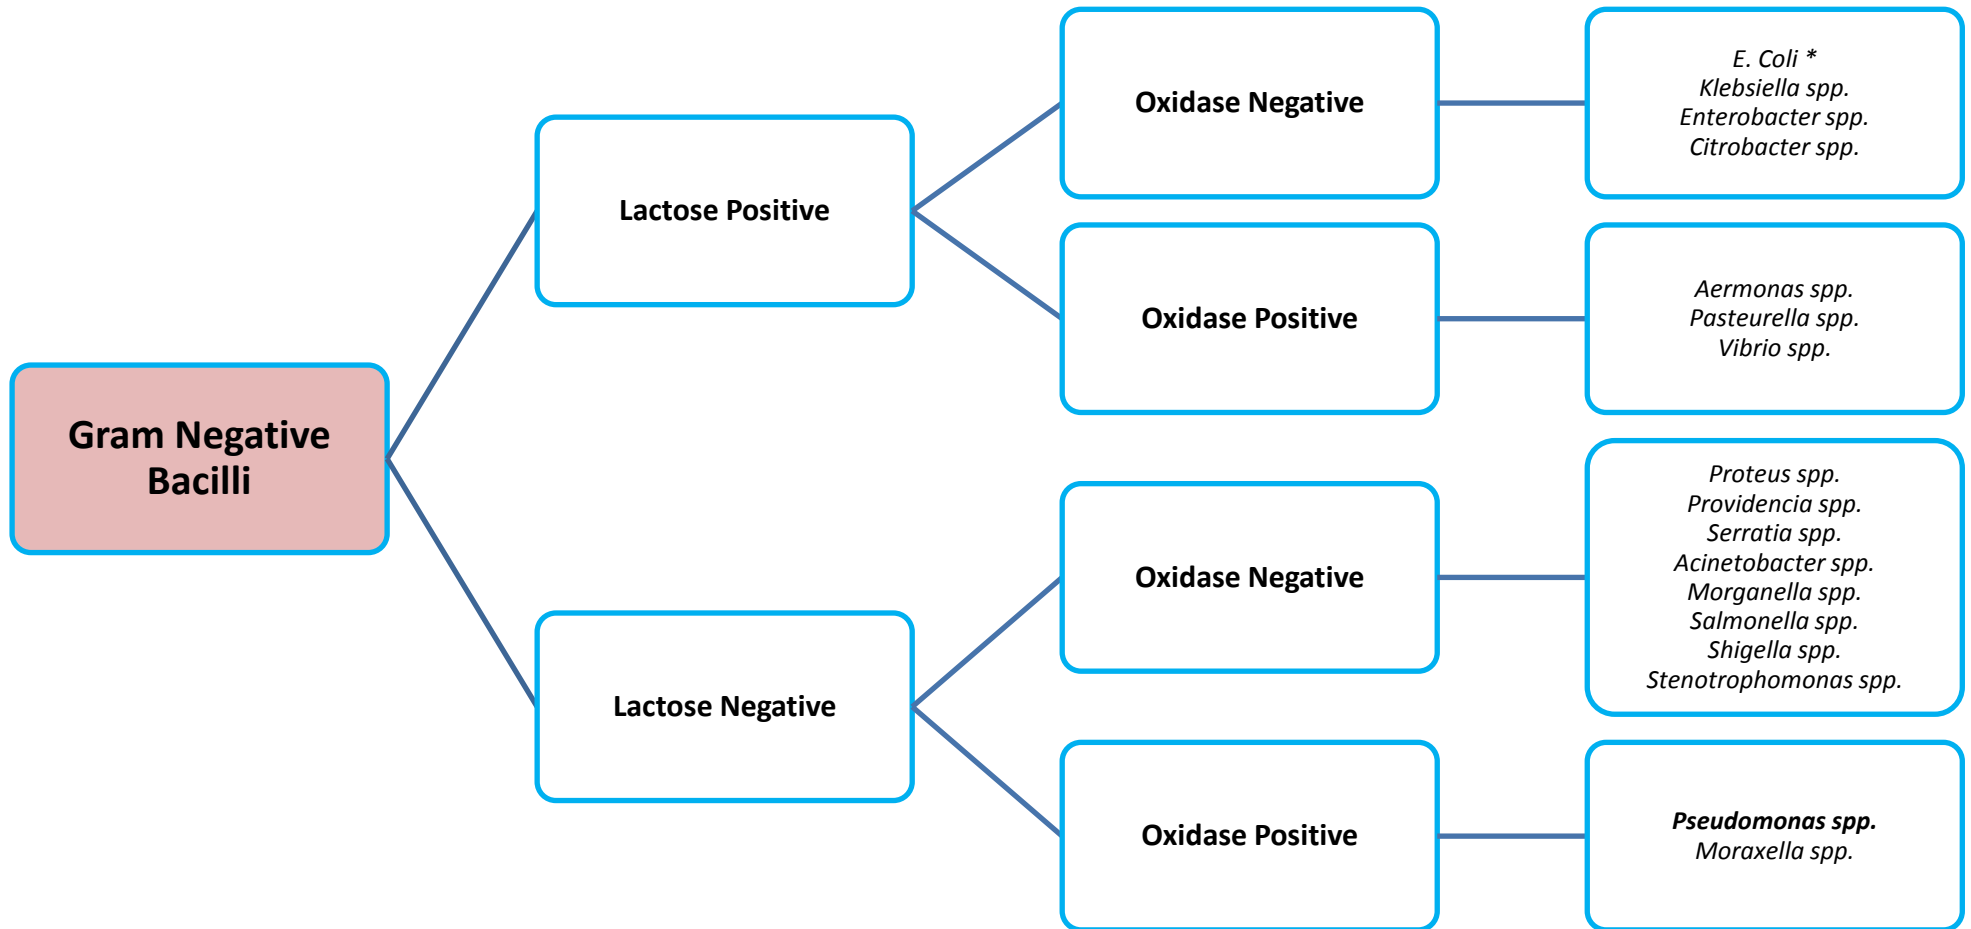 Gram Negative
Bacilli
Lactose Positive
Oxidase Negative
E. Coli *
Klebsiella spp.
Enterobacter spp.
Citrobacter spp.
Oxidase Positive
Aermonas spp.
Pasteurella spp.
Vibrio spp.
Lactose Negative
Oxidase Negative
Proteus spp.
Providencia spp.
Serratia spp.
Acinetobacter spp.
Morganella spp.
Salmonella spp.
Shigella spp.
Stenotrophomonas spp.
Oxidase Positive
Pseudomonas spp.
Moraxella spp.